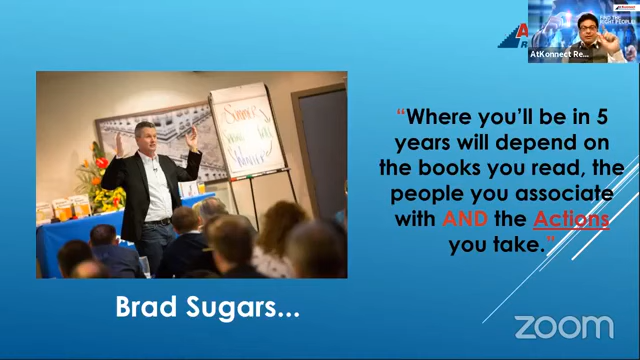 AtKonnect Re...
“Where you’ll be in 5
years will depend on
the books you read, the
people you associate
with AND the Actions
you take.”
Brad Sugars...
zoom